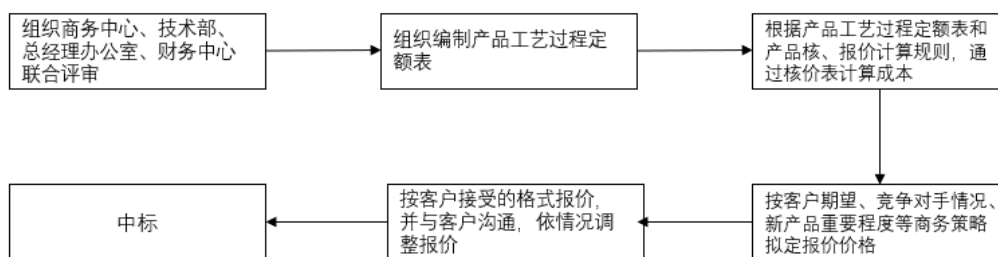 组织商务中心、技术部、
总经理办公室、财务中心
联合评审
组织编制产品工艺过程定
额表
根据产品工艺过程定额表和
产品核、报价计算规则，通
过核价表计算成本
按客户期望、竞争对手情况、
新产品重要程度等商务策略
拟定报价价格
按客户接受的格式报价，
并与客户沟通，依情况调
整报价
中标